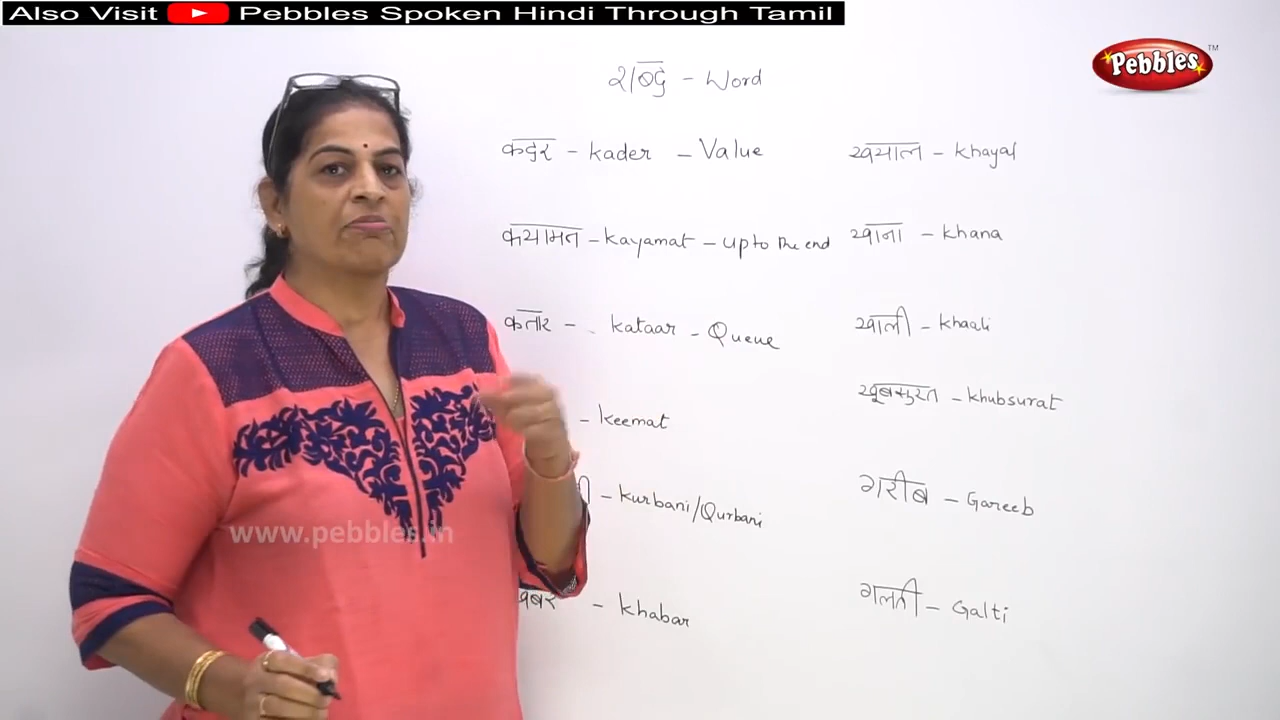 Also Visit Pebbles Spoken Hindi Through Tamil
Pebbles TM
शब्द - Word
कदर - kader - Value
कयामत - kayamat - upto the end
कतार - kataar - Queue
- keemat
- kurbani/Qurbani
खबर - khabar
खयाल - khayal
खाना - khana
खाली - khaali
खूबसुरत - khubsurat
गरीब - Gareeb
गलती - Galti
www.pebbles.in